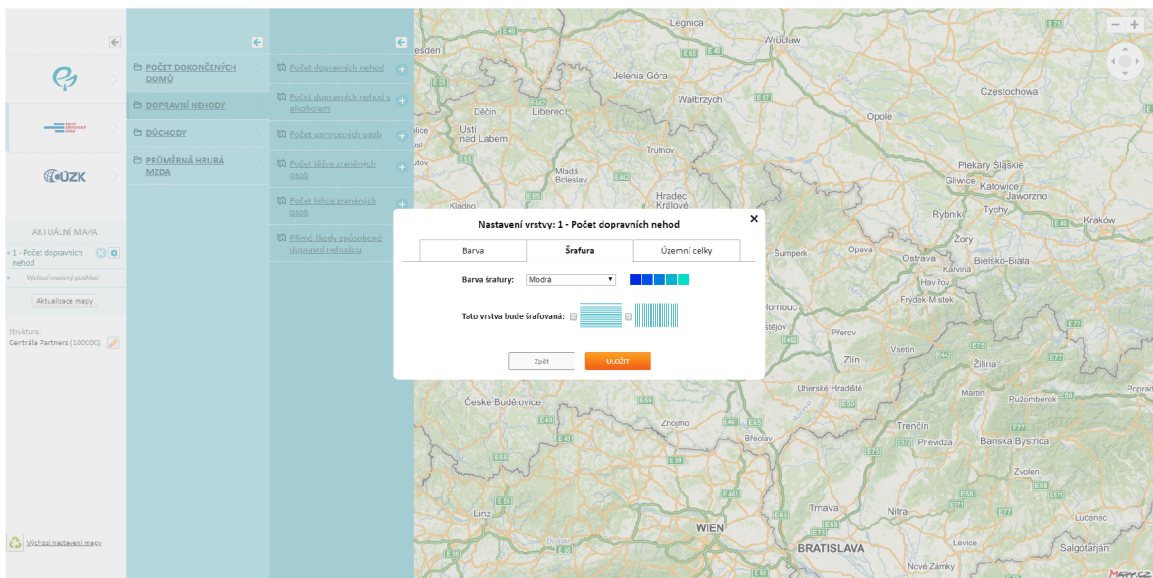 POČET DOKONČENÝCH
DOMŮ
DOPRAVNÍ NEHODY
DŮCHODY
PRŮMĚRNÁ HRUBÁ
MZDA
Počet dopravních nehod
Počet dopravních nehod s
alkoholem
Počet usmrcených osob
Počet těžce zraněných
osob
Počet lehce zraněných
osob
Přímé škody způsobené
dopravní nehodou
ČÚZK
AKTUÁLNÍ MAPA
1 - Počet dopravních
nehod
Výchozí mapový podklad
Aktualizace mapy
Struktura:
Centrála Partners (100000)
Výchozí nastavení mapy
Nastavení vrstvy: 1 - Počet dopravních nehod
Barva
Šrafura
Územní celky
Barva šrafury:
Modrá
Tato vrstva bude šrafovaná:
Zpět
ULOŽIT
Legnica
Wrocław
Jelenia Góra
Wałbrzych
Częstochowa
Opole
Děčín
Liberec
Ústí
nad Labem
Trutnov
Mladá
Boleslav
Hradec
Králové
Kladno
Piekary Śląskie
Gliwice
Katowice
Jaworzno
Rybnik
Tychy
Kraków
Żory
Šumperk
Opava
Ostrava
Karviná
Bielsko-Biała
Havířov
Frýdek-Místek
Přerov
Vsetín
Zlín
Žilina
Uherské Hradiště
Martin
Ružomberok
Poprad
České Budějovice
Znojmo
Břeclav
Trenčín
Prievidza
Banská Bystrica
Zvolen
Linz
Donau
WIEN
Trnava
Nitra
Lučenec
BRATISLAVA
Levice
Salgótarján
Nové Zámky
MAPY.CZ